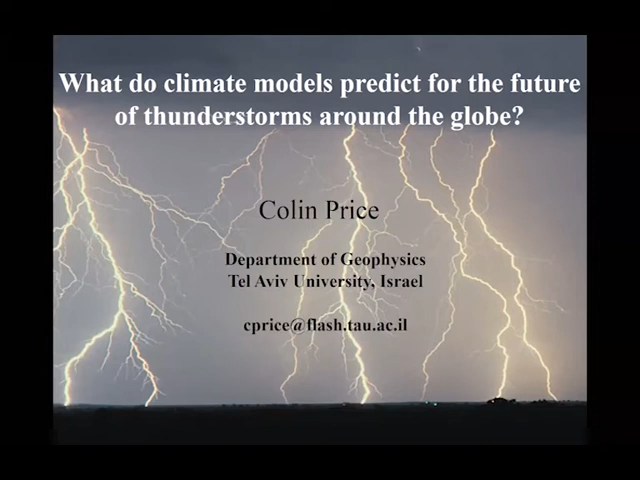 What do climate models predict for the future
of thunderstorms around the globe?
Colin Price
Department of Geophysics
Tel Aviv University, Israel
cprice@flash.tau.ac.il